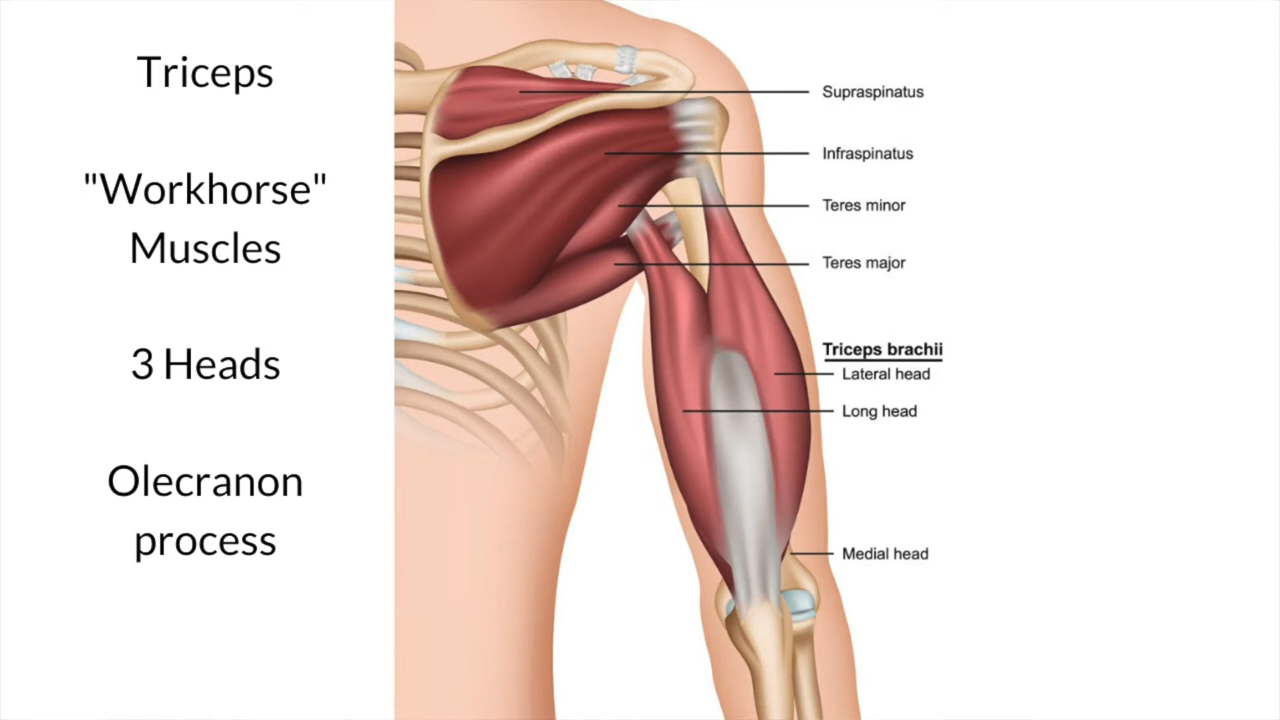 Triceps
"Workhorse"
Muscles
3 Heads
Olecranon
process
Supraspinatus
Infraspinatus
Teres minor
Teres major
Triceps brachii
Lateral head
Long head
Medial head